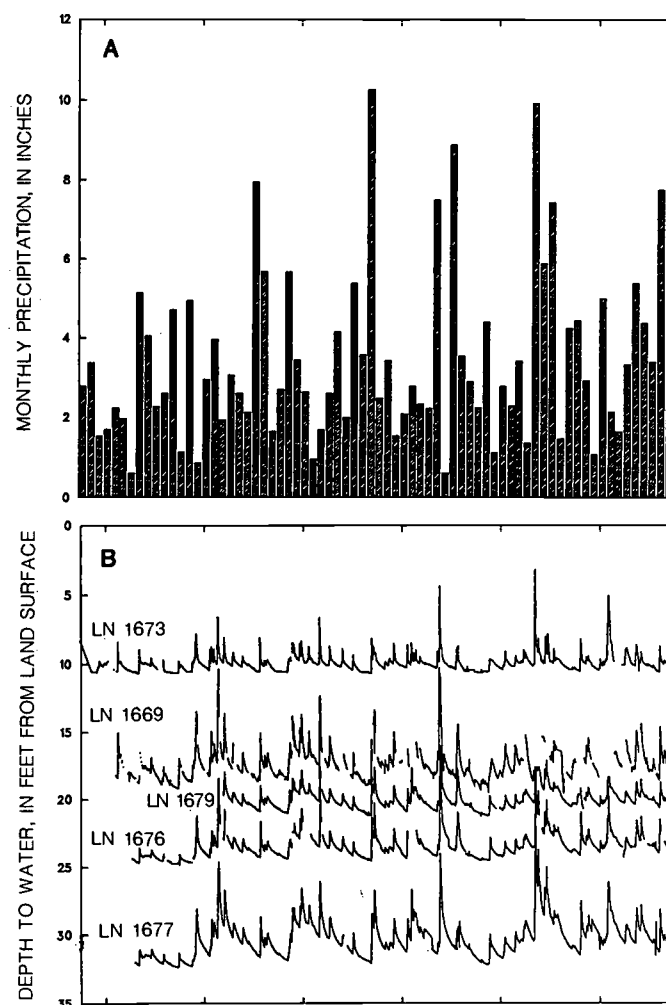 12
A
10
8
6
4
2
0
MONTHLY PRECIPITATION, IN INCHES
0
B
5
LN 1673
10
LN 1669
15
LN 1679
20
LN 1676
25
LN 1677
30
35
DEPTH TO WATER, IN FEET FROM LAND SURFACE